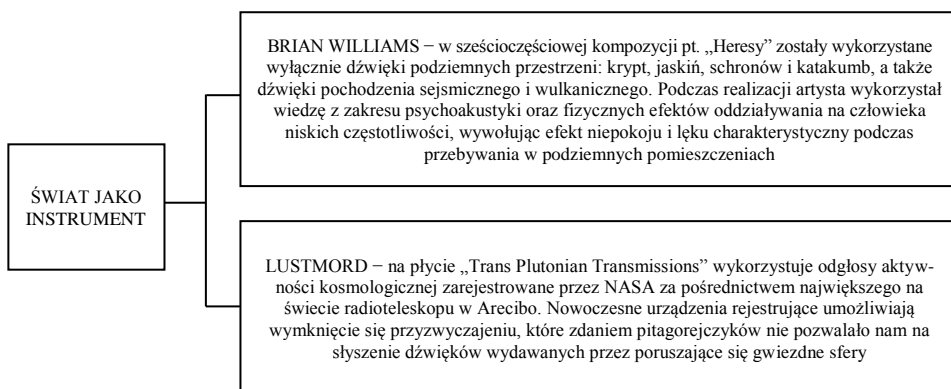 BRIAN WILLIAMS − w sześcioczęściowej kompozycji pt. „Heresy” zostały wykorzystane
wyłącznie dźwięki podziemnych przestrzeni: krypt, jaskiń, schronów i katakumb, a także
dźwięki pochodzenia sejsmicznego i wulkanicznego. Podczas realizacji artysta wykorzystał
wiedzę z zakresu psychoakustyki oraz fizycznych efektów oddziaływania na człowieka
niskich częstotliwości, wywołując efekt niepokoju i lęku charakterystyczny podczas
przebywania w podziemnych pomieszczeniach
ŚWIAT JAKO
INSTRUMENT
LUSTMORD − na płycie „Trans Plutonian Transmissions” wykorzystuje odgłosy aktyw-
ności kosmologicznej zarejestrowane przez NASA za pośrednictwem największego na
świecie radioteleskopu w Arecibo. Nowoczesne urządzenia rejestrujące umożliwiają
wymknięcie się przyzwyczajeniu, które zdaniem pitagorejczyków nie pozwalało nam na
słyszenie dźwięków wydawanych przez poruszające się gwiezdne sfery